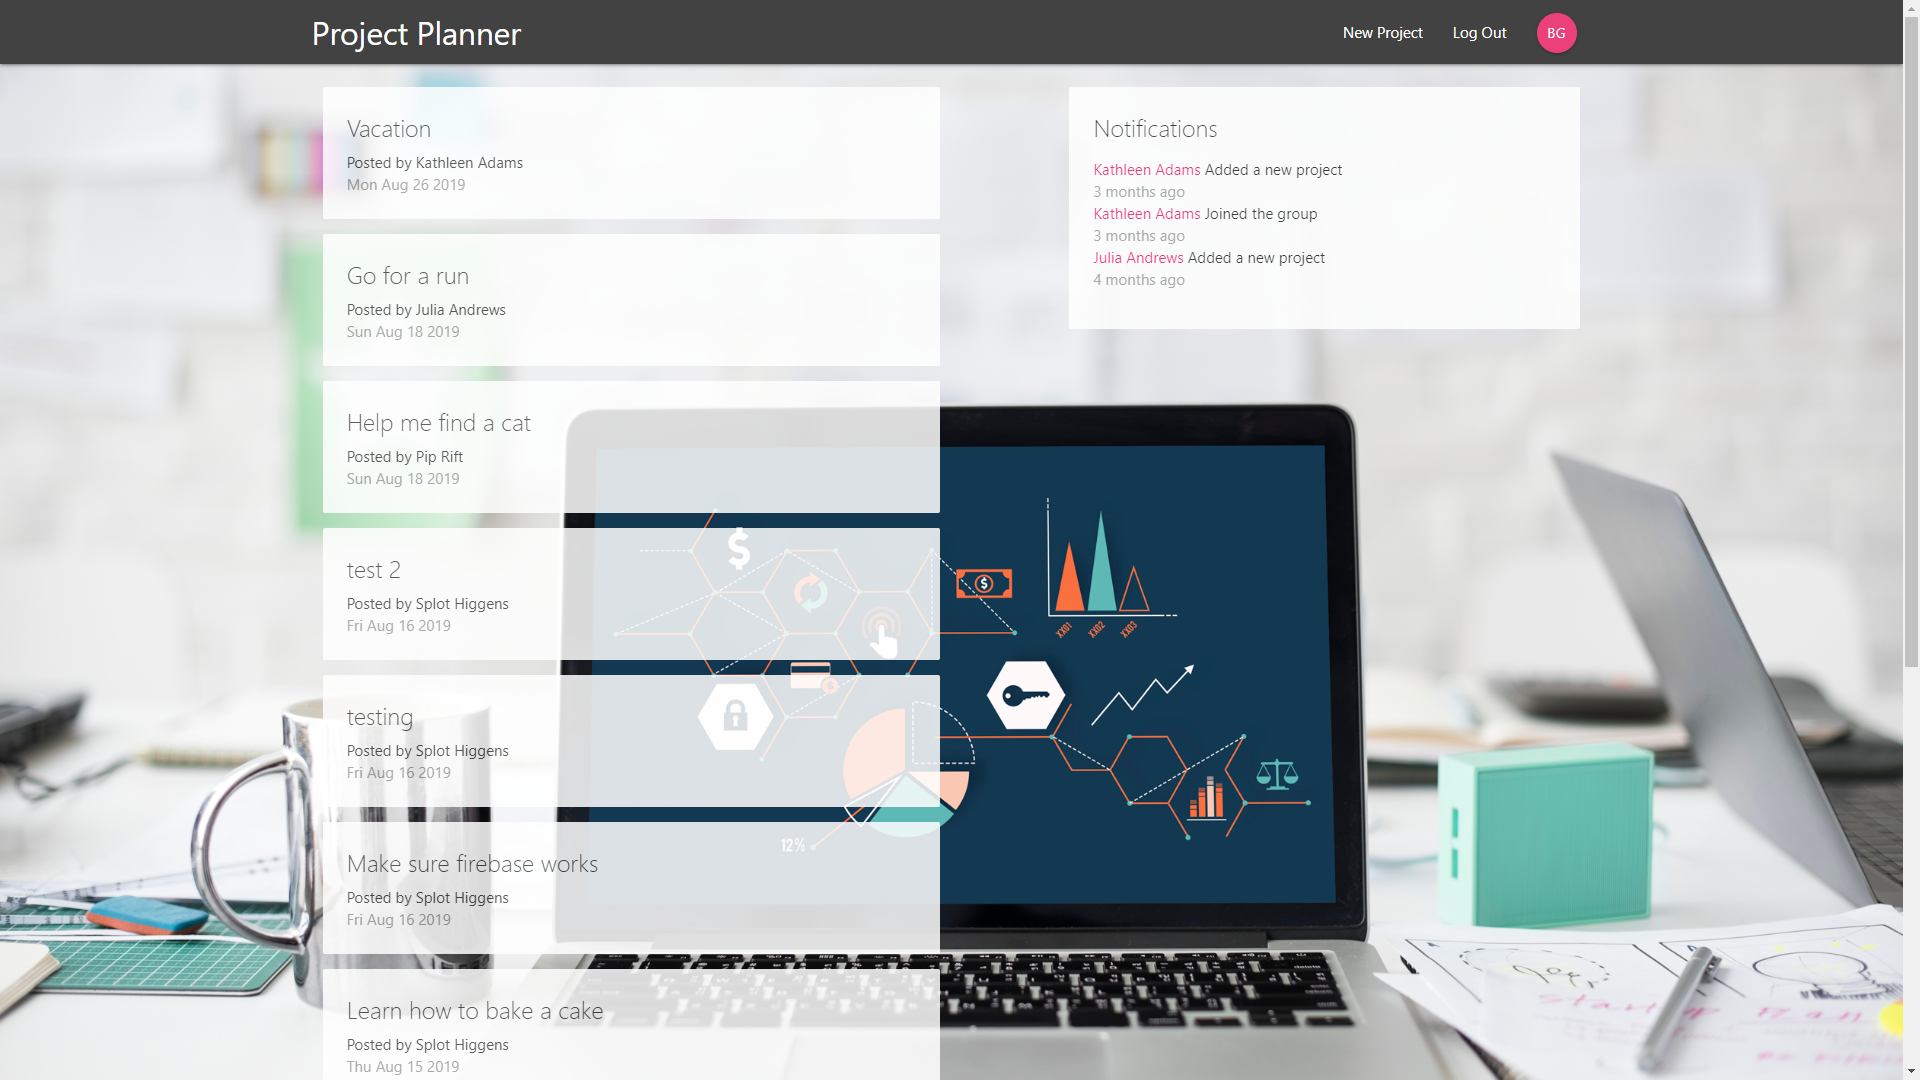 Project Planner
New Project
Log Out
BG
Vacation
Posted by Kathleen Adams
Mon Aug 26 2019
Go for a run
Posted by Julia Andrews
Sun Aug 18 2019
Help me find a cat
Posted by Pip Rift
Sun Aug 18 2019
test 2
Posted by Splot Higgens
Fri Aug 16 2019
testing
Posted by Splot Higgens
Fri Aug 16 2019
Make sure firebase works
Posted by Splot Higgens
Fri Aug 16 2019
Learn how to bake a cake
Posted by Splot Higgens
Thu Aug 15 2019
Notifications
Kathleen Adams Added a new project
3 months ago
Kathleen Adams Joined the group
3 months ago
Julia Andrews Added a new project
4 months ago
$
$
XX01 XX02 XX03
12%